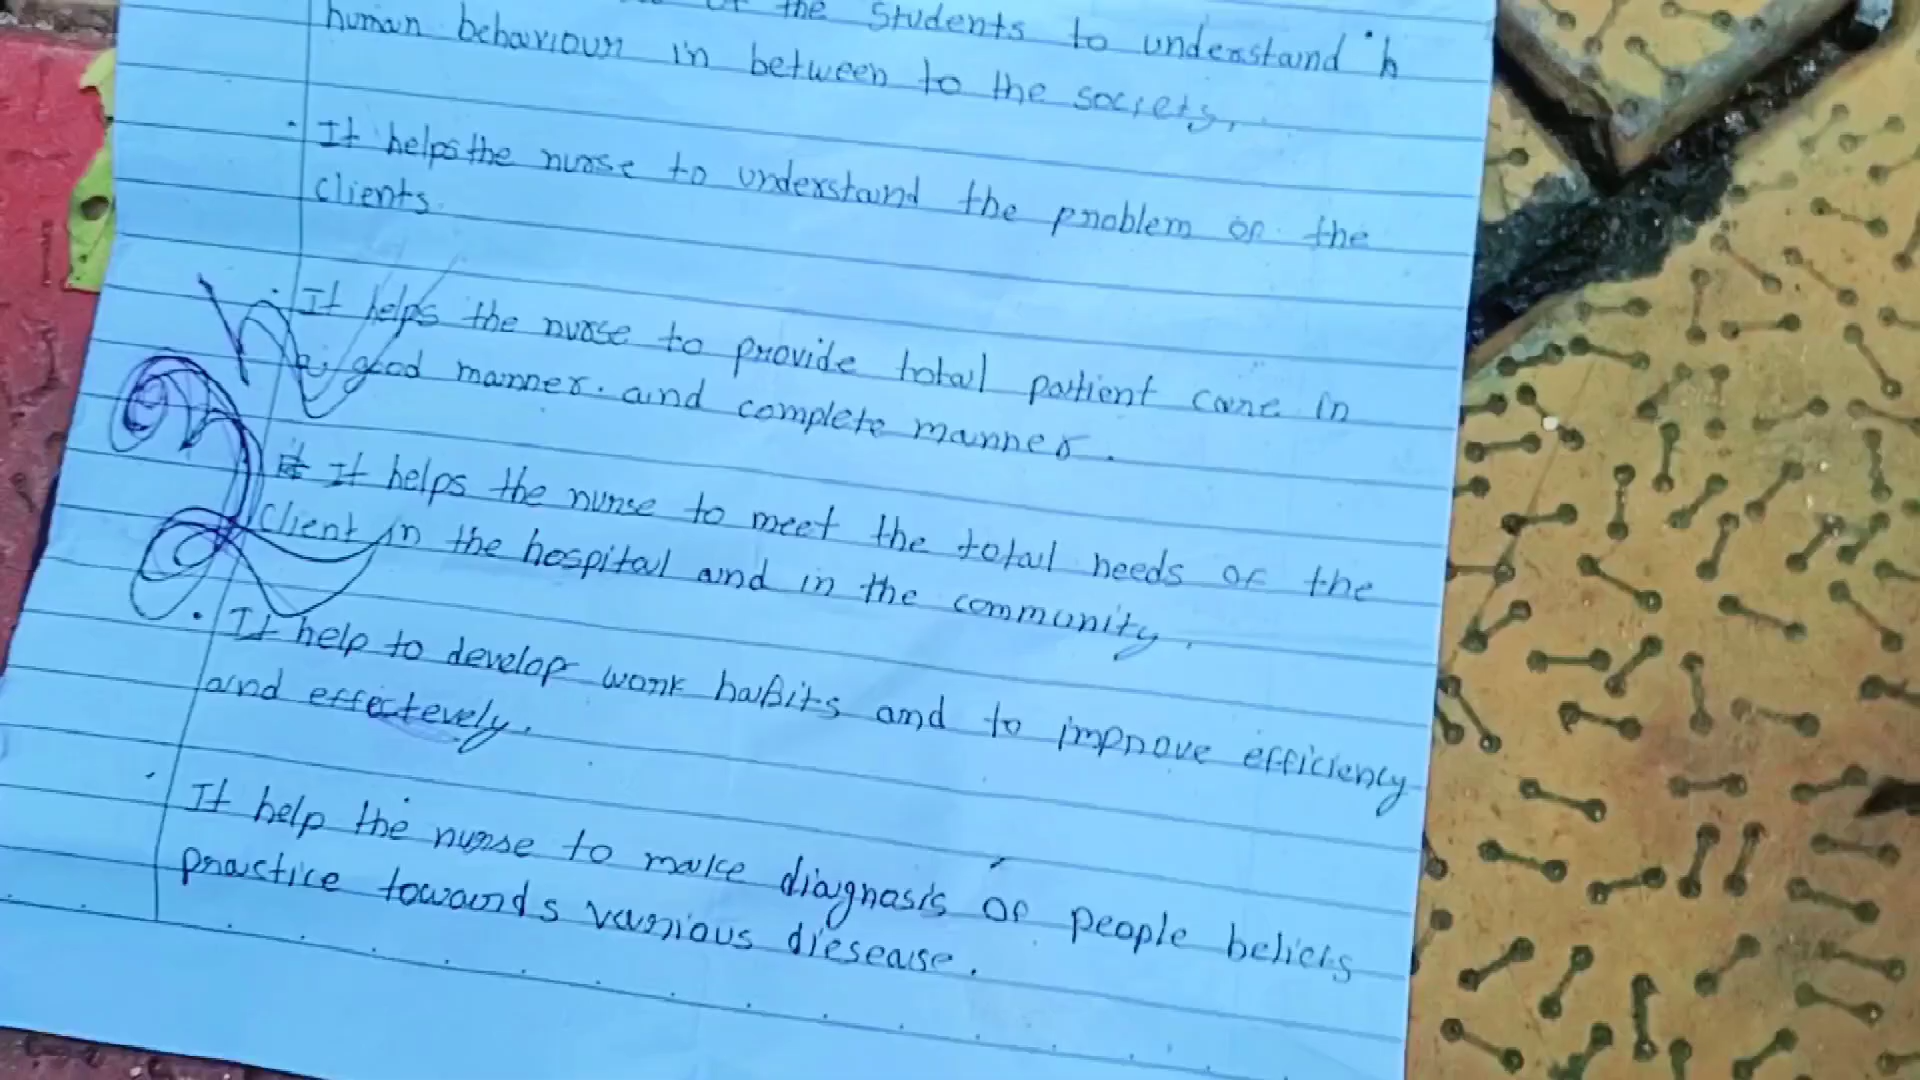 of the students to understand h
human behaviour in between to the society.
· It helps the nurse to understand the problem of the
clients.
· It helps the nurse to provide total patient care in
a good manner. and complete manner.
It helps the nurse to meet the total needs of the
client in the hospital and in the community.
· It help to develop work habits and to improve efficiency
and effectevely.
· It help the nurse to make diagnosis of people beliefs
practice towards various diesease.